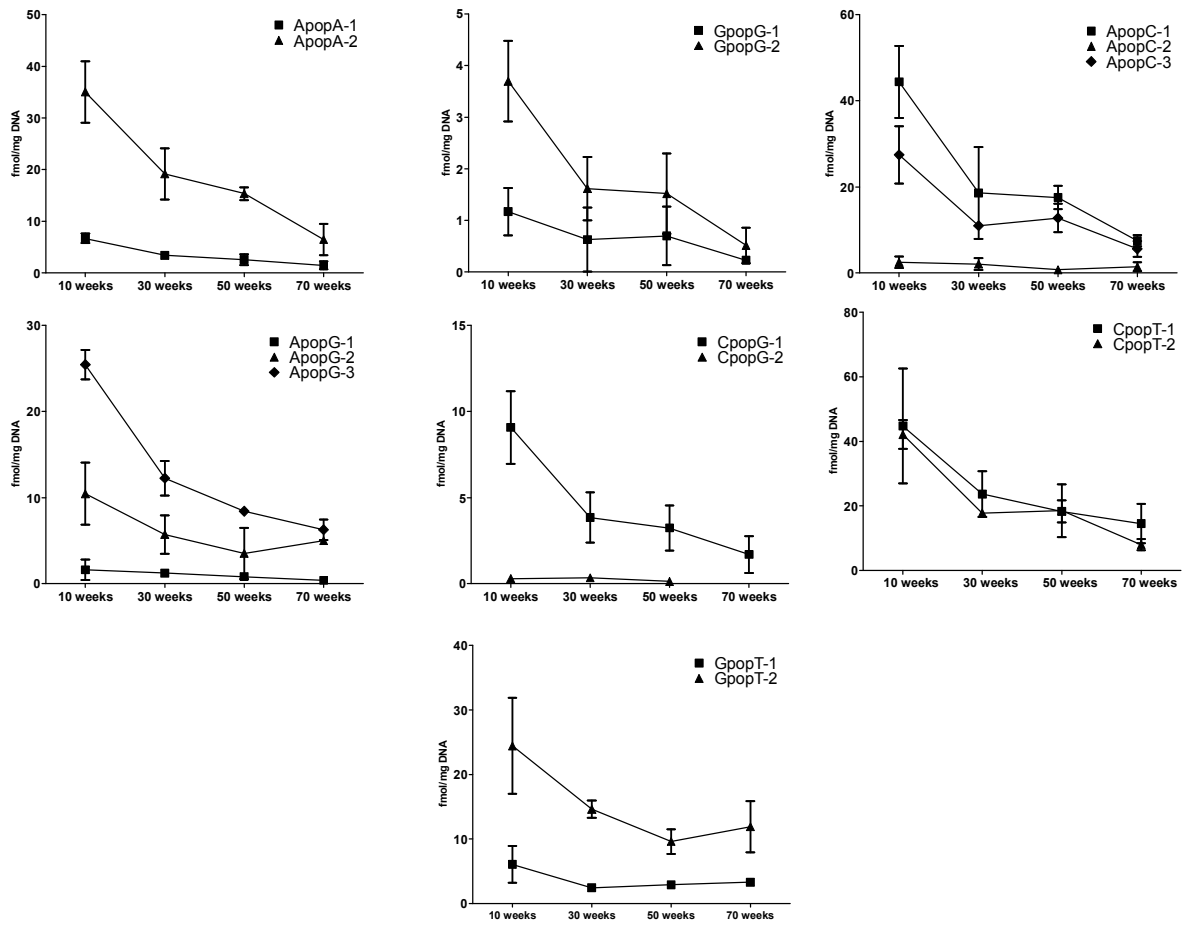 ApopA-1
ApopA-2
fmol/mg DNA
50
40
30
20
10
0
10 weeks 30 weeks 50 weeks 70 weeks
GpopG-1
GpopG-2
fmol/mg DNA
5
4
3
2
1
0
10 weeks 30 weeks 50 weeks 70 weeks
ApopC-1
ApopC-2
ApopC-3
fmol/mg DNA
60
40
20
0
10 weeks 30 weeks 50 weeks 70 weeks
ApopG-1
ApopG-2
ApopG-3
fmol/mg DNA
30
20
10
0
10 weeks 30 weeks 50 weeks 70 weeks
CpopG-1
CpopG-2
fmol/mg DNA
15
10
5
0
10 weeks 30 weeks 50 weeks 70 weeks
CpopT-1
CpopT-2
fmol/mg DNA
80
60
40
20
0
10 weeks 30 weeks 50 weeks 70 weeks
GpopT-1
GpopT-2
fmol/mg DNA
40
30
20
10
0
10 weeks 30 weeks 50 weeks 70 weeks